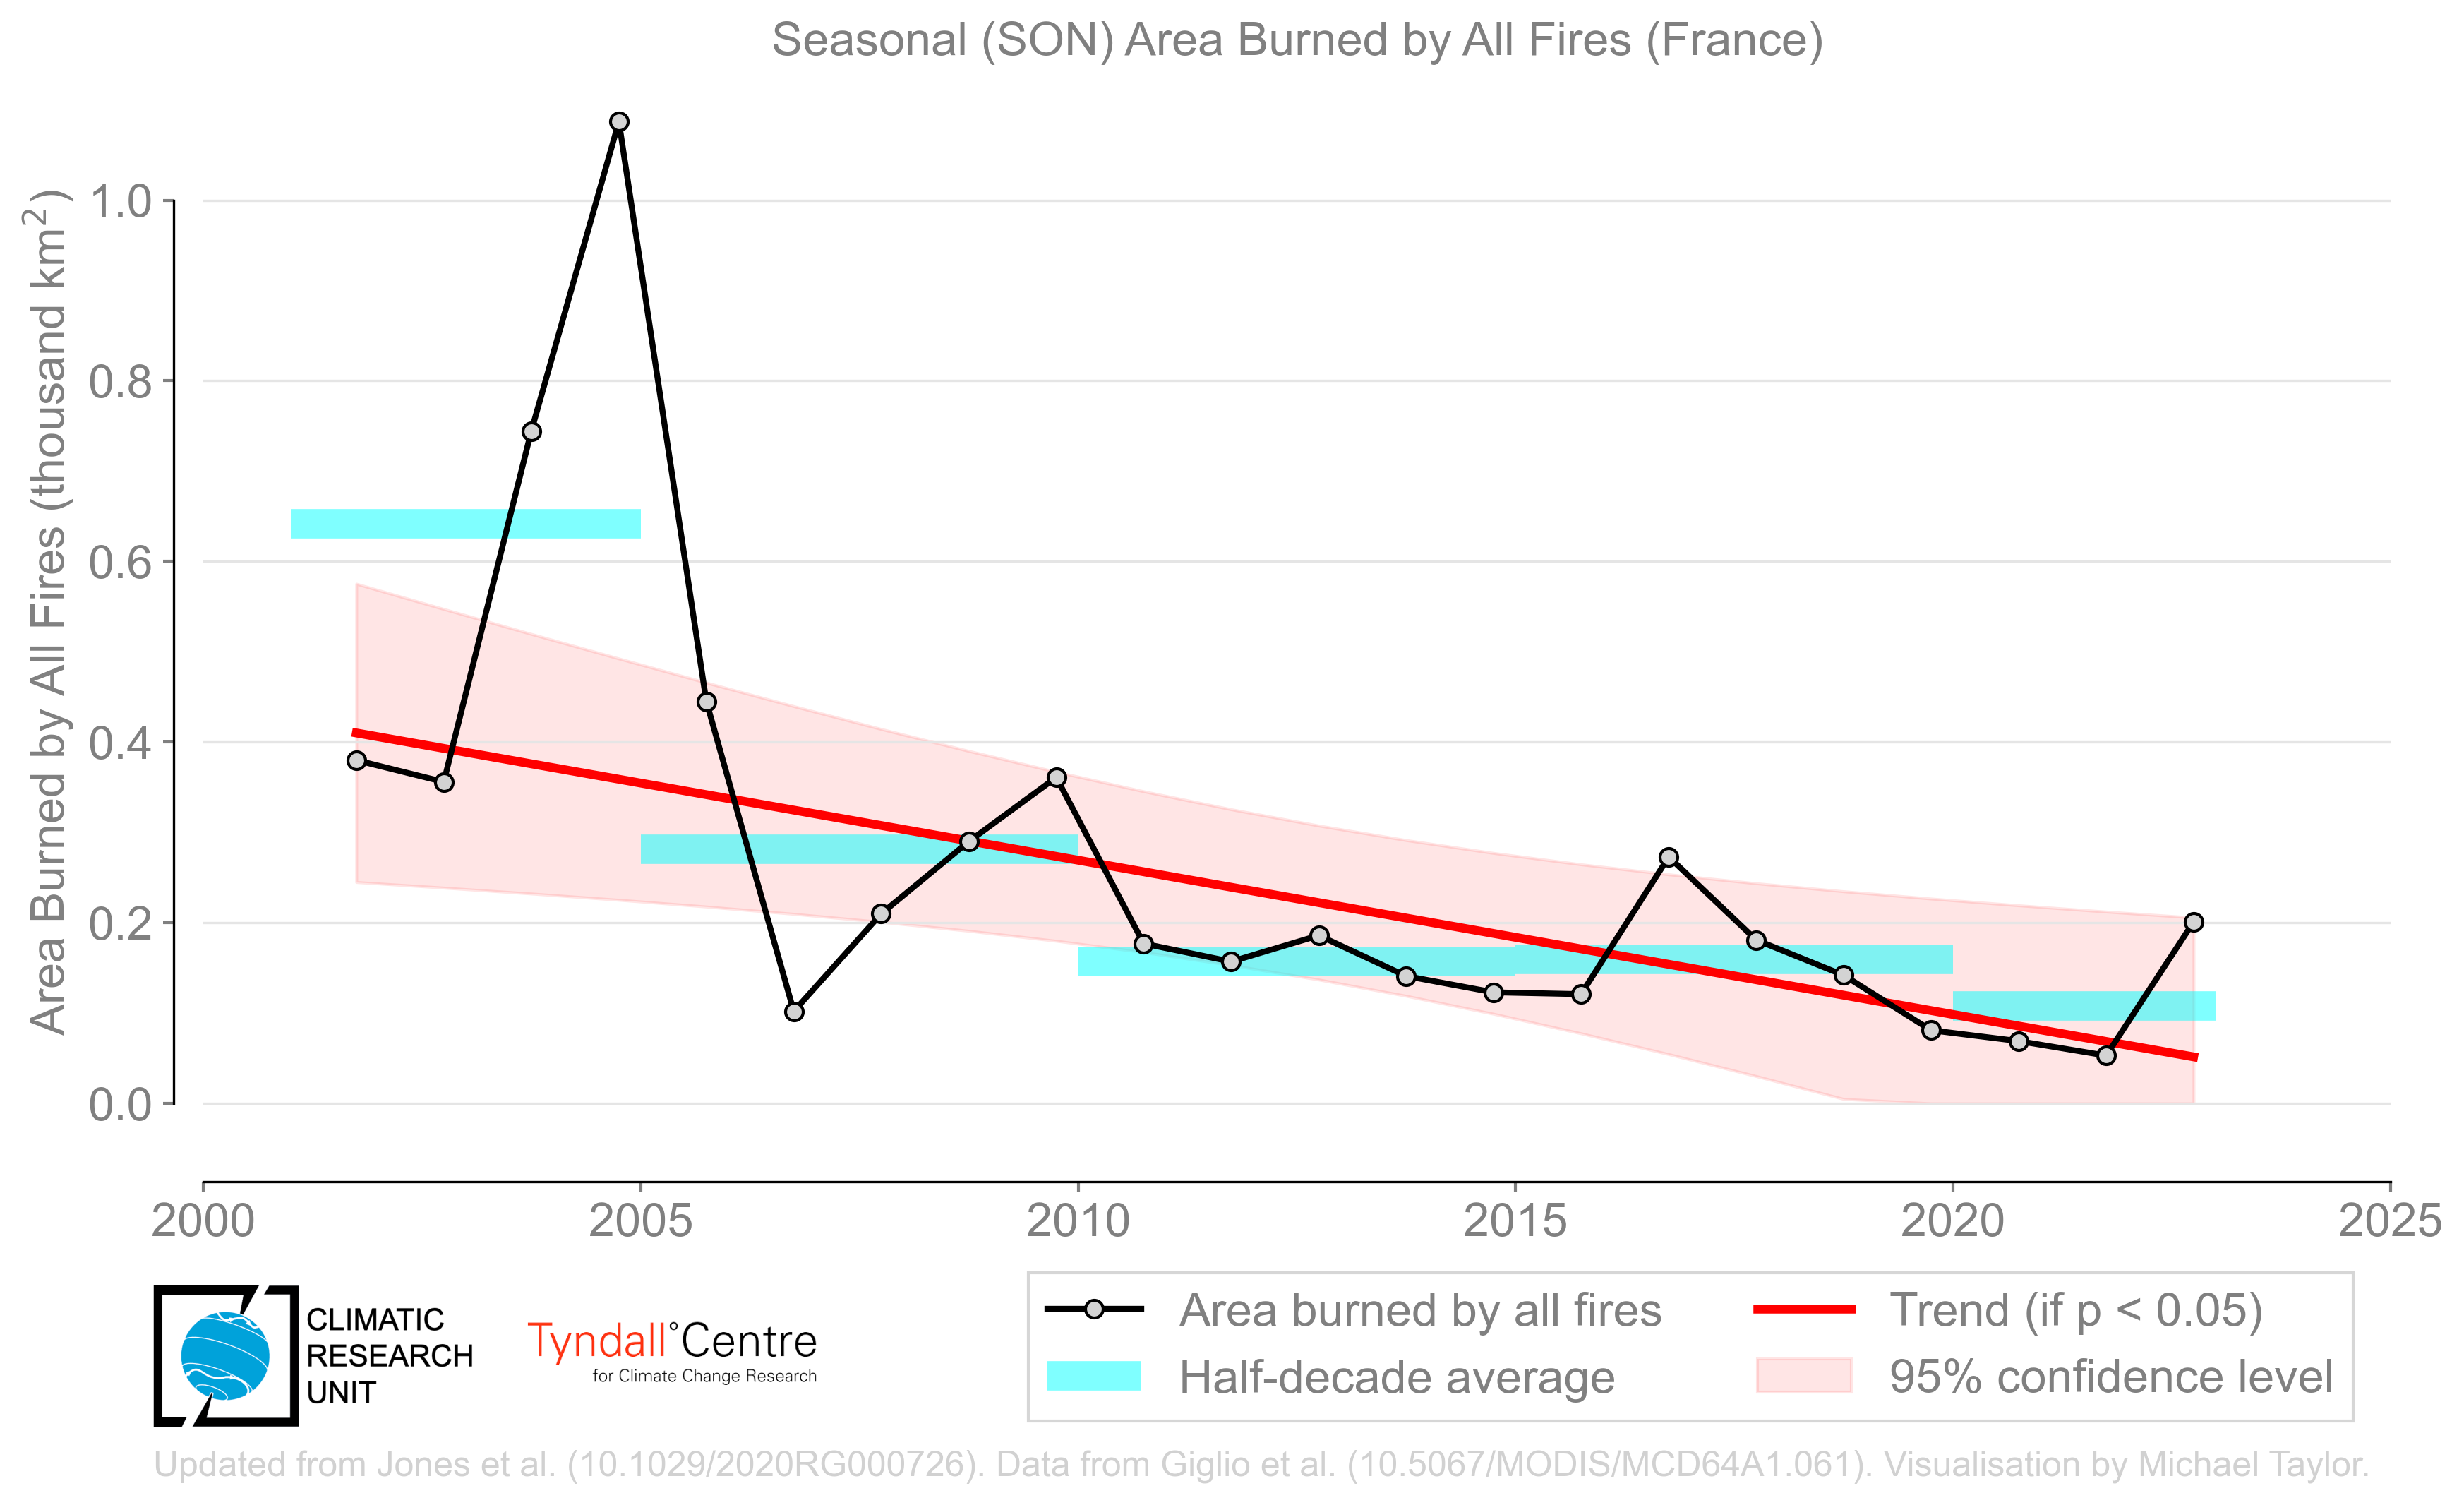 Seasonal (SON) Area Burned by All Fires (France)
Area Burned by All Fires (thousand km²)
1.0
0.8
0.6
0.4
0.2
0.0
2000 2005 2010 2015 2020 2025
CLIMATIC
RESEARCH
UNIT
Tyndall°Centre
for Climate Change Research
Area burned by all fires
Half-decade average
Trend (if p < 0.05)
95% confidence level
Updated from Jones et al. (10.1029/2020RG000726). Data from Giglio et al. (10.5067/MODIS/MCD64A1.061). Visualisation by Michael Taylor.